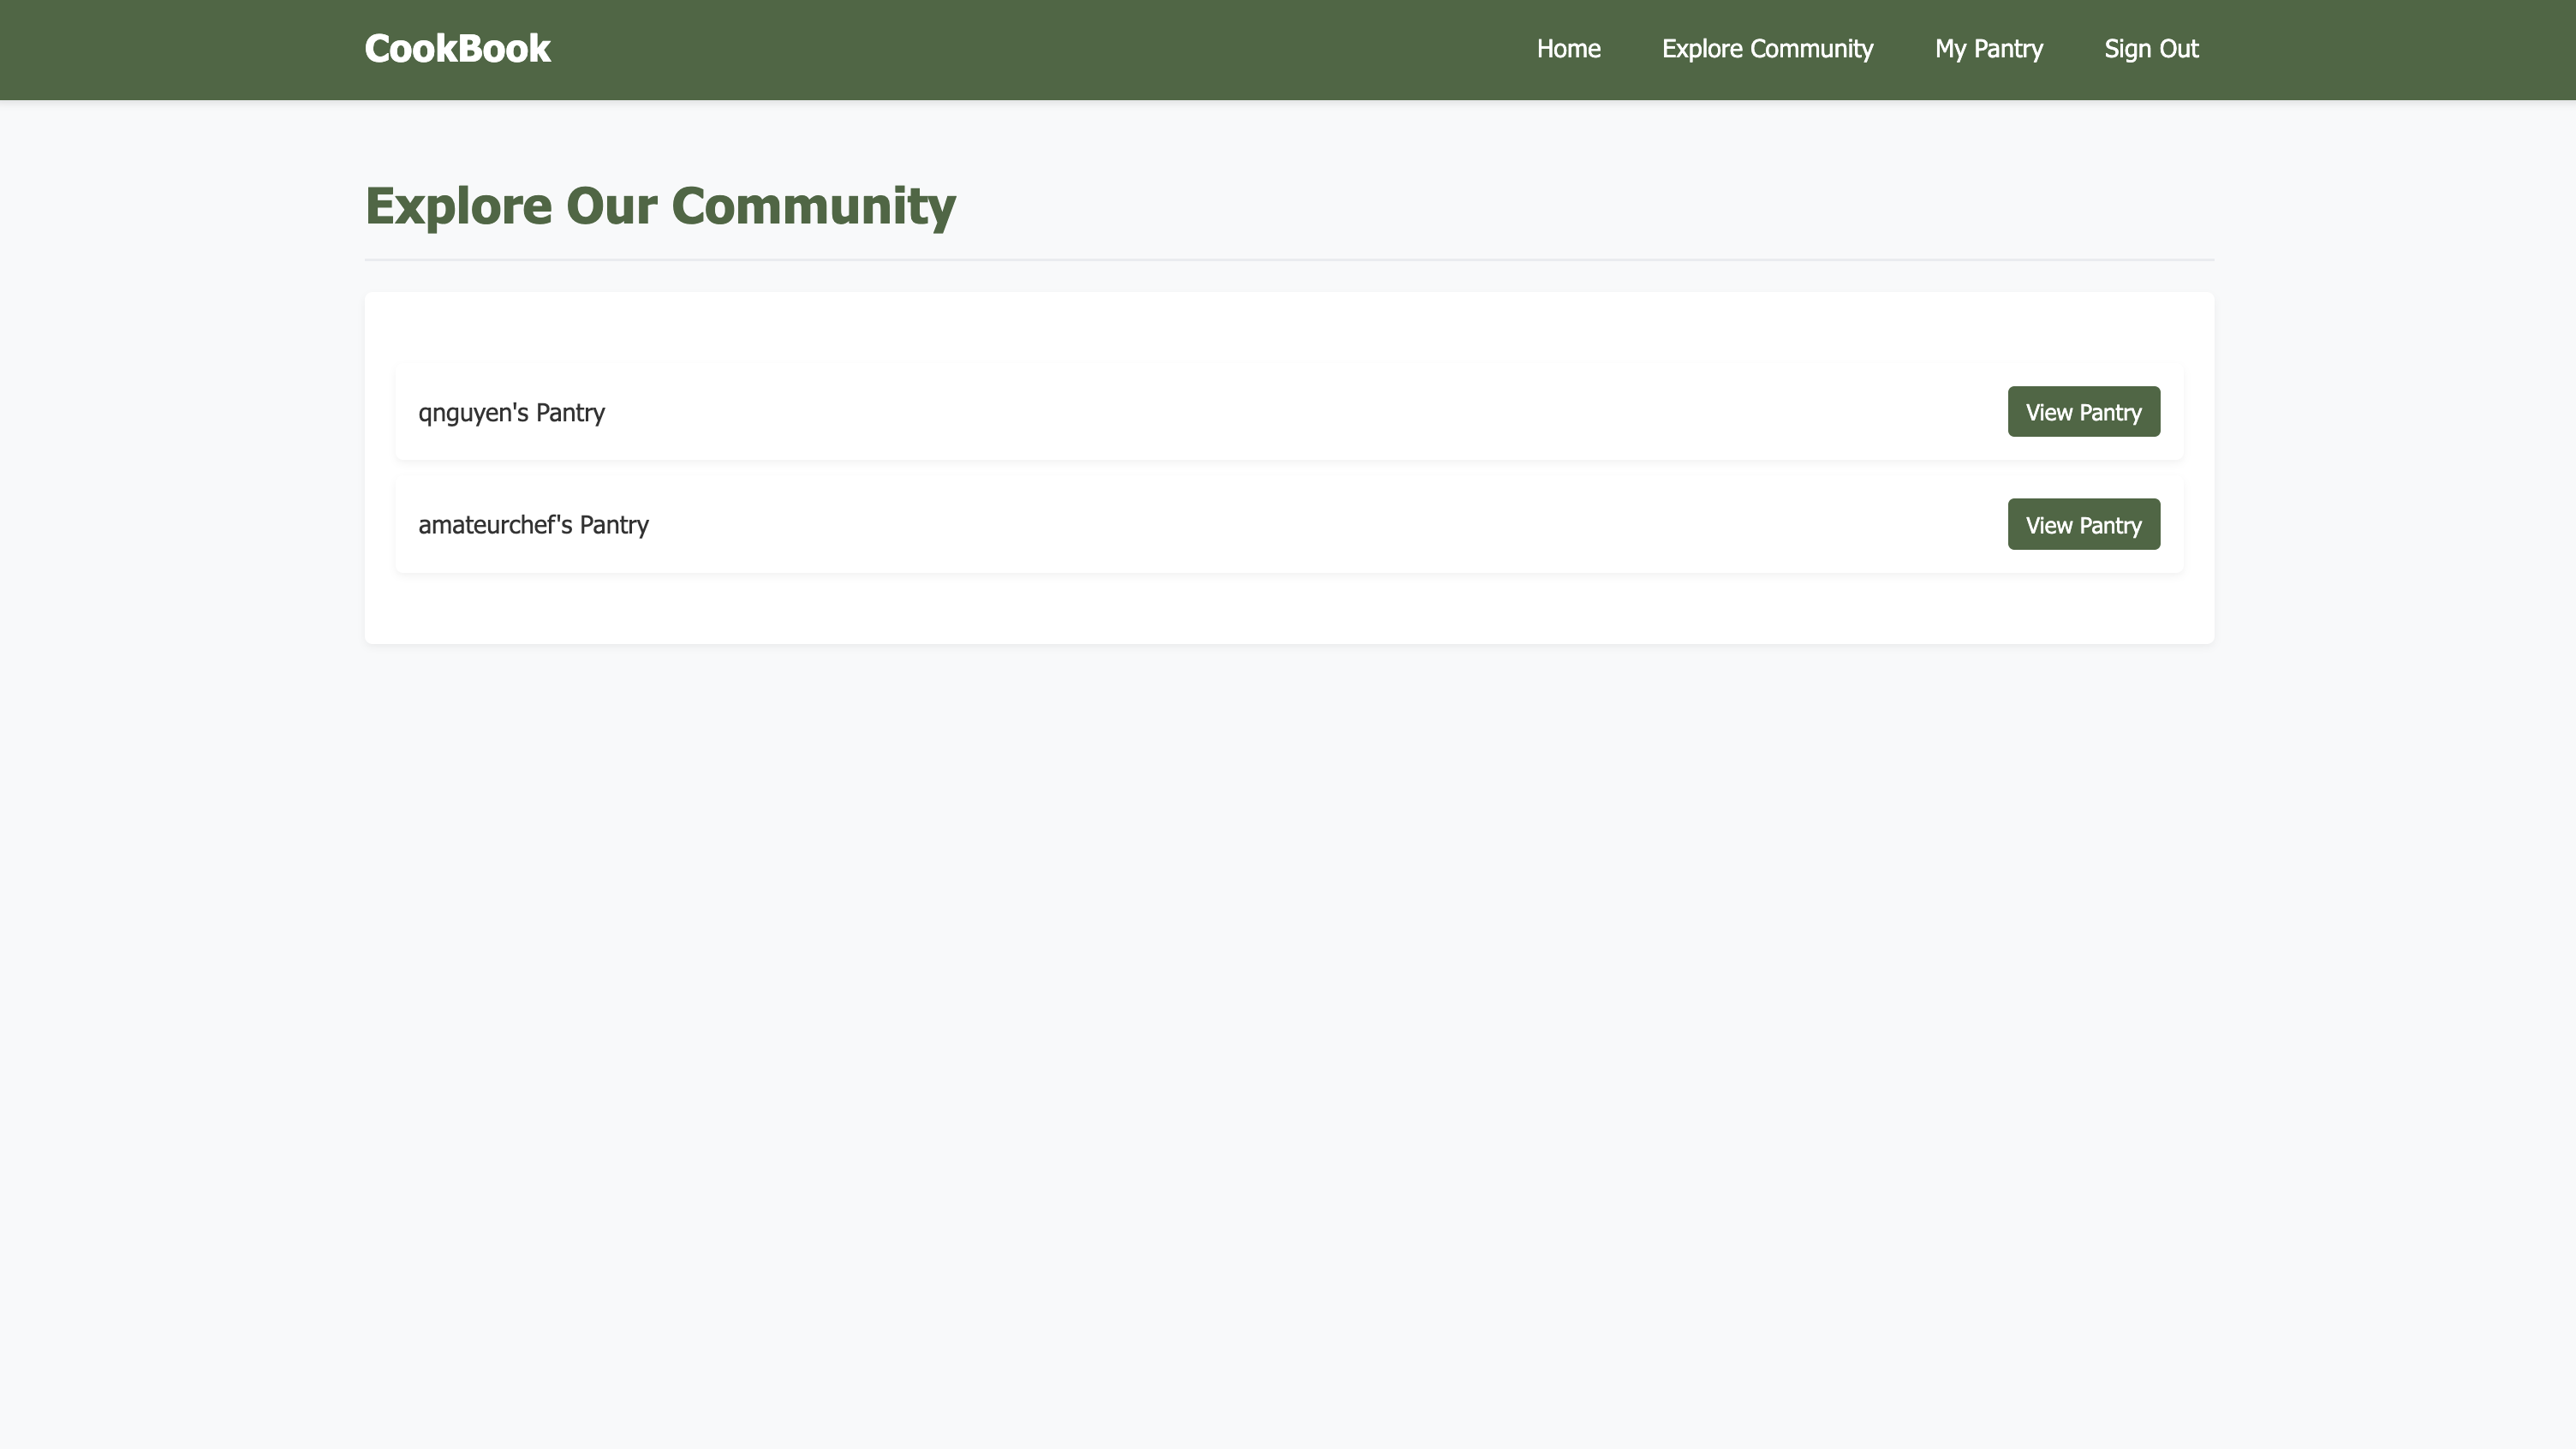 CookBook
Home Explore Community My Pantry Sign Out
Explore Our Community
qnguyen's Pantry View Pantry
amateurchef's Pantry View Pantry